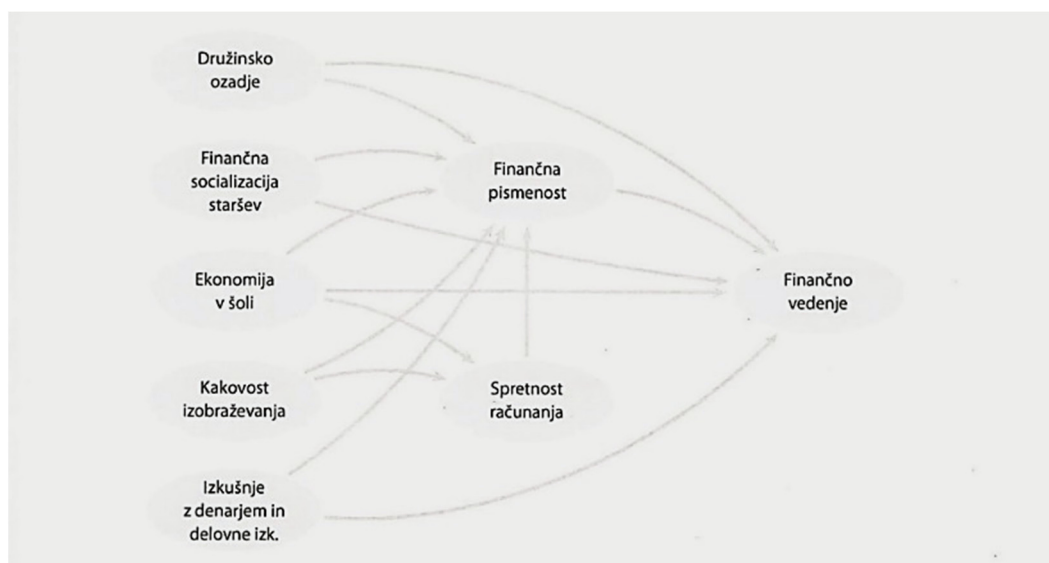 Družinsko
ozadje
Finančna
socializacija
staršev
Finančna
pismenost
Ekonomija
v šoli
Finančno
vedenje
Kakovost
izobraževanja
Spretnost
računanja
Izkušnje
z denarjem in
delovne izk.